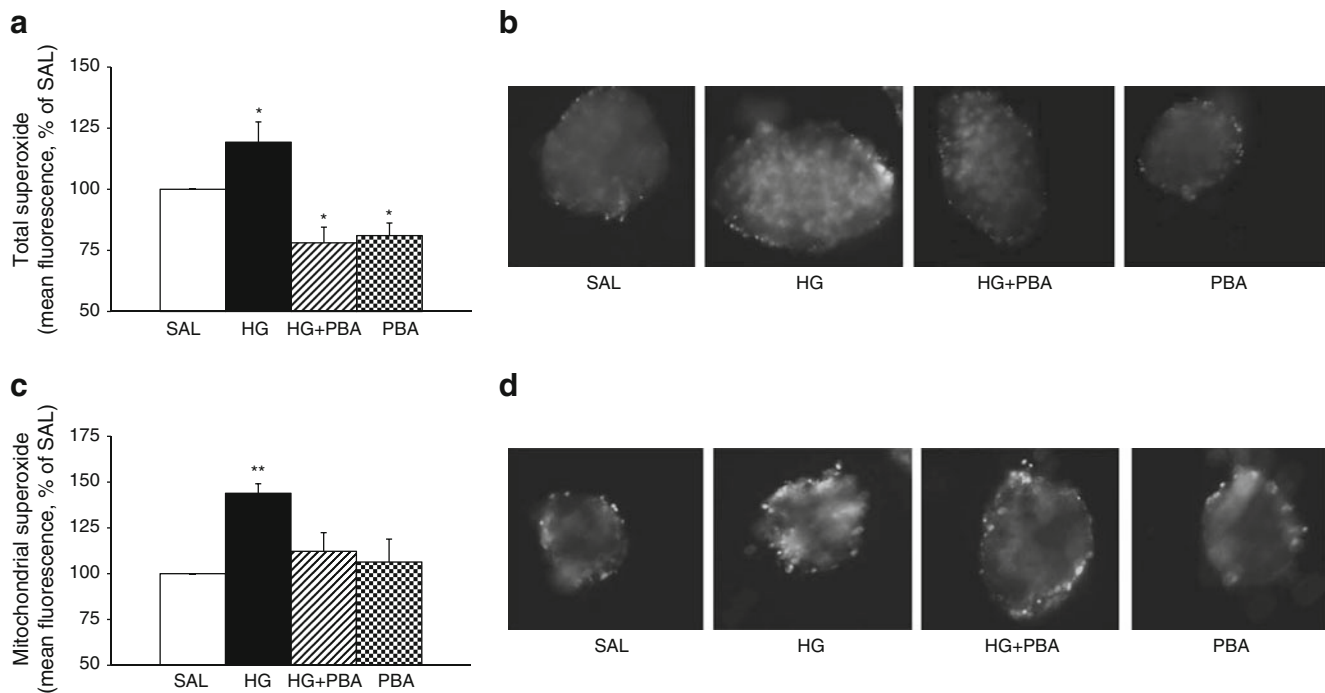 a
Total superoxide
(mean fluorescence, % of SAL)
150
125
100
75
50
*
*
*
SAL HG HG+PBA PBA
b
SAL HG HG+PBA PBA
c
Mitochondrial superoxide
(mean fluorescence, % of SAL)
175
150
125
100
75
50
**
SAL HG HG+PBA PBA
d
SAL HG HG+PBA PBA